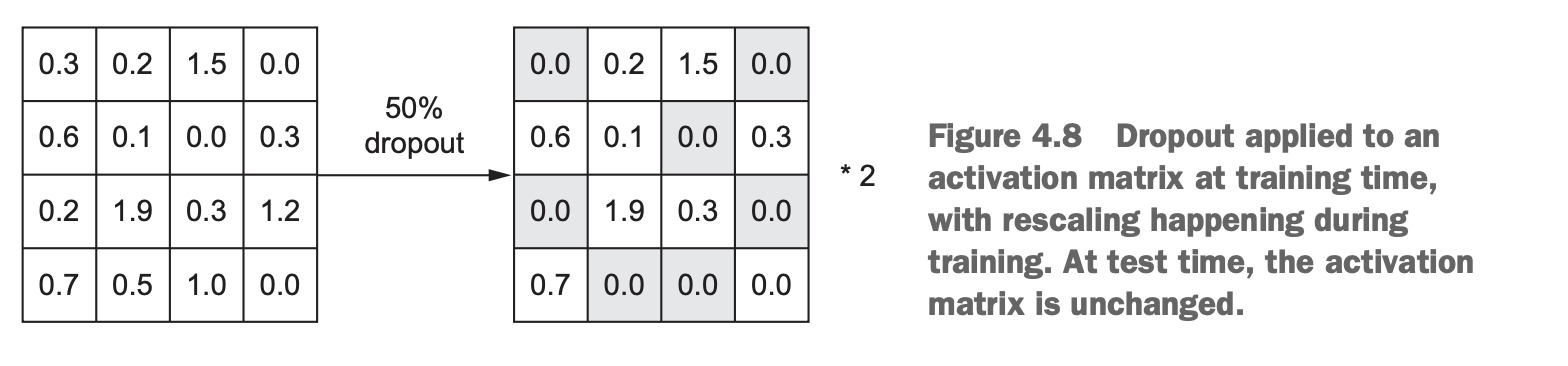 0.3 0.2 1.5 0.0
0.6 0.1 0.0 0.3
0.2 1.9 0.3 1.2
0.7 0.5 1.0 0.0
50%
dropout
0.0 0.2 1.5 0.0
0.6 0.1 0.0 0.3
0.0 1.9 0.3 0.0
0.7 0.0 0.0 0.0
* 2
Figure 4.8 Dropout applied to an
activation matrix at training time,
with rescaling happening during
training. At test time, the activation
matrix is unchanged.